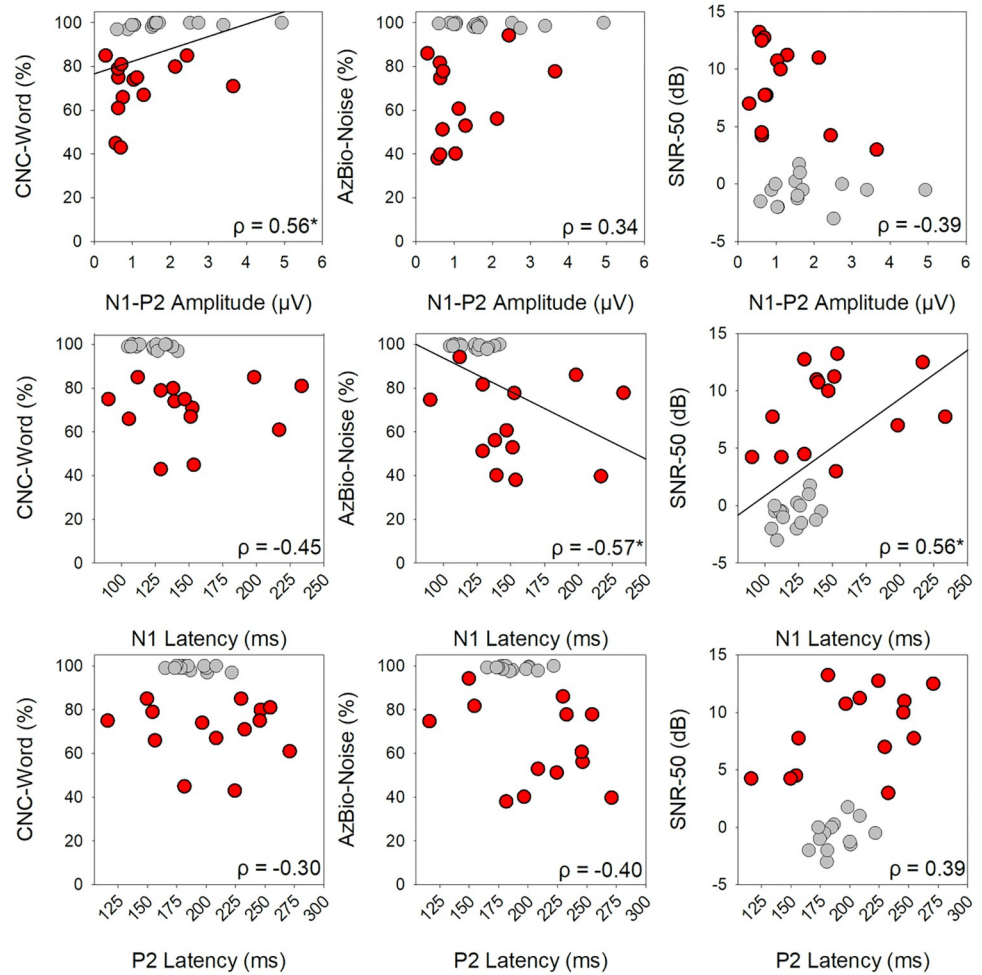 CNC-Word (%)
100
80
60
40
20
0
ρ = 0.56*
0 1 2 3 4 5 6
N1-P2 Amplitude (µV)
AzBio-Noise (%)
100
80
60
40
20
0
ρ = 0.34
0 1 2 3 4 5 6
N1-P2 Amplitude (µV)
SNR-50 (dB)
15
10
5
0
-5
ρ = -0.39
0 1 2 3 4 5 6
N1-P2 Amplitude (µV)
CNC-Word (%)
100
80
60
40
20
0
ρ = -0.45
100 125 150 175 200 225 250
N1 Latency (ms)
AzBio-Noise (%)
100
80
60
40
20
0
ρ = -0.57*
100 125 150 175 200 225 250
N1 Latency (ms)
SNR-50 (dB)
15
10
5
0
-5
ρ = 0.56*
100 125 150 175 200 225 250
N1 Latency (ms)
CNC-Word (%)
100
80
60
40
20
0
ρ = -0.30
125 150 175 200 225 250 275 300
P2 Latency (ms)
AzBio-Noise (%)
100
80
60
40
20
0
ρ = -0.40
125 150 175 200 225 250 275 300
P2 Latency (ms)
SNR-50 (dB)
15
10
5
0
-5
ρ = 0.39
125 150 175 200 225 250 275 300
P2 Latency (ms)